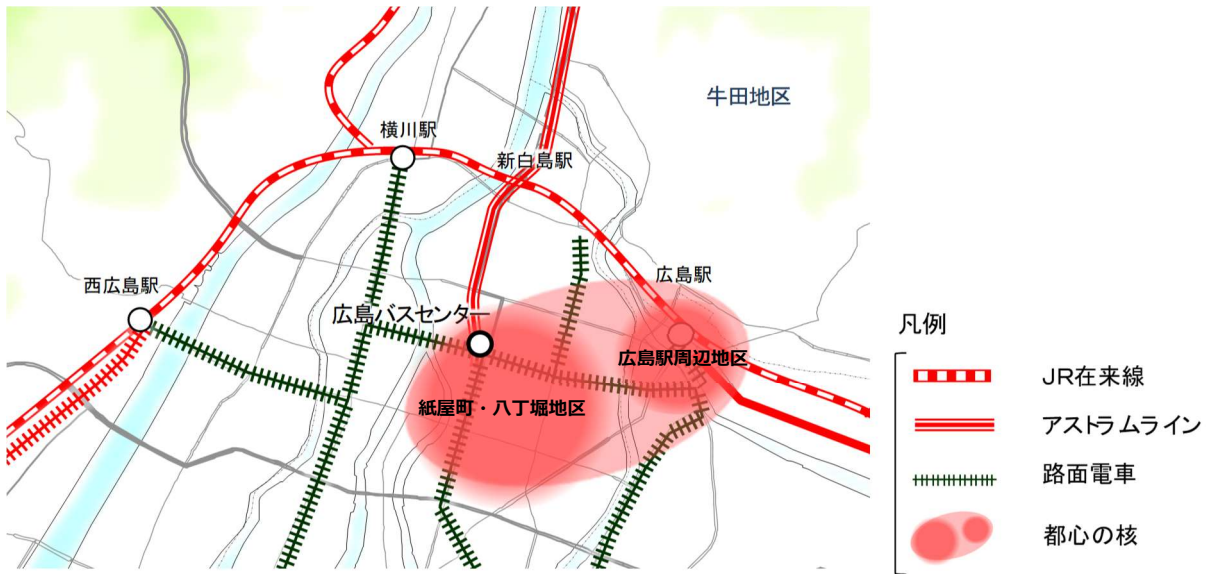 牛田地区
横川駅
新白島駅
西広島駅
広島駅
広島バスセンター
広島駅周辺地区
紙屋町・八丁堀地区
凡例
JR在来線
アストラムライン
路面電車
都心の核